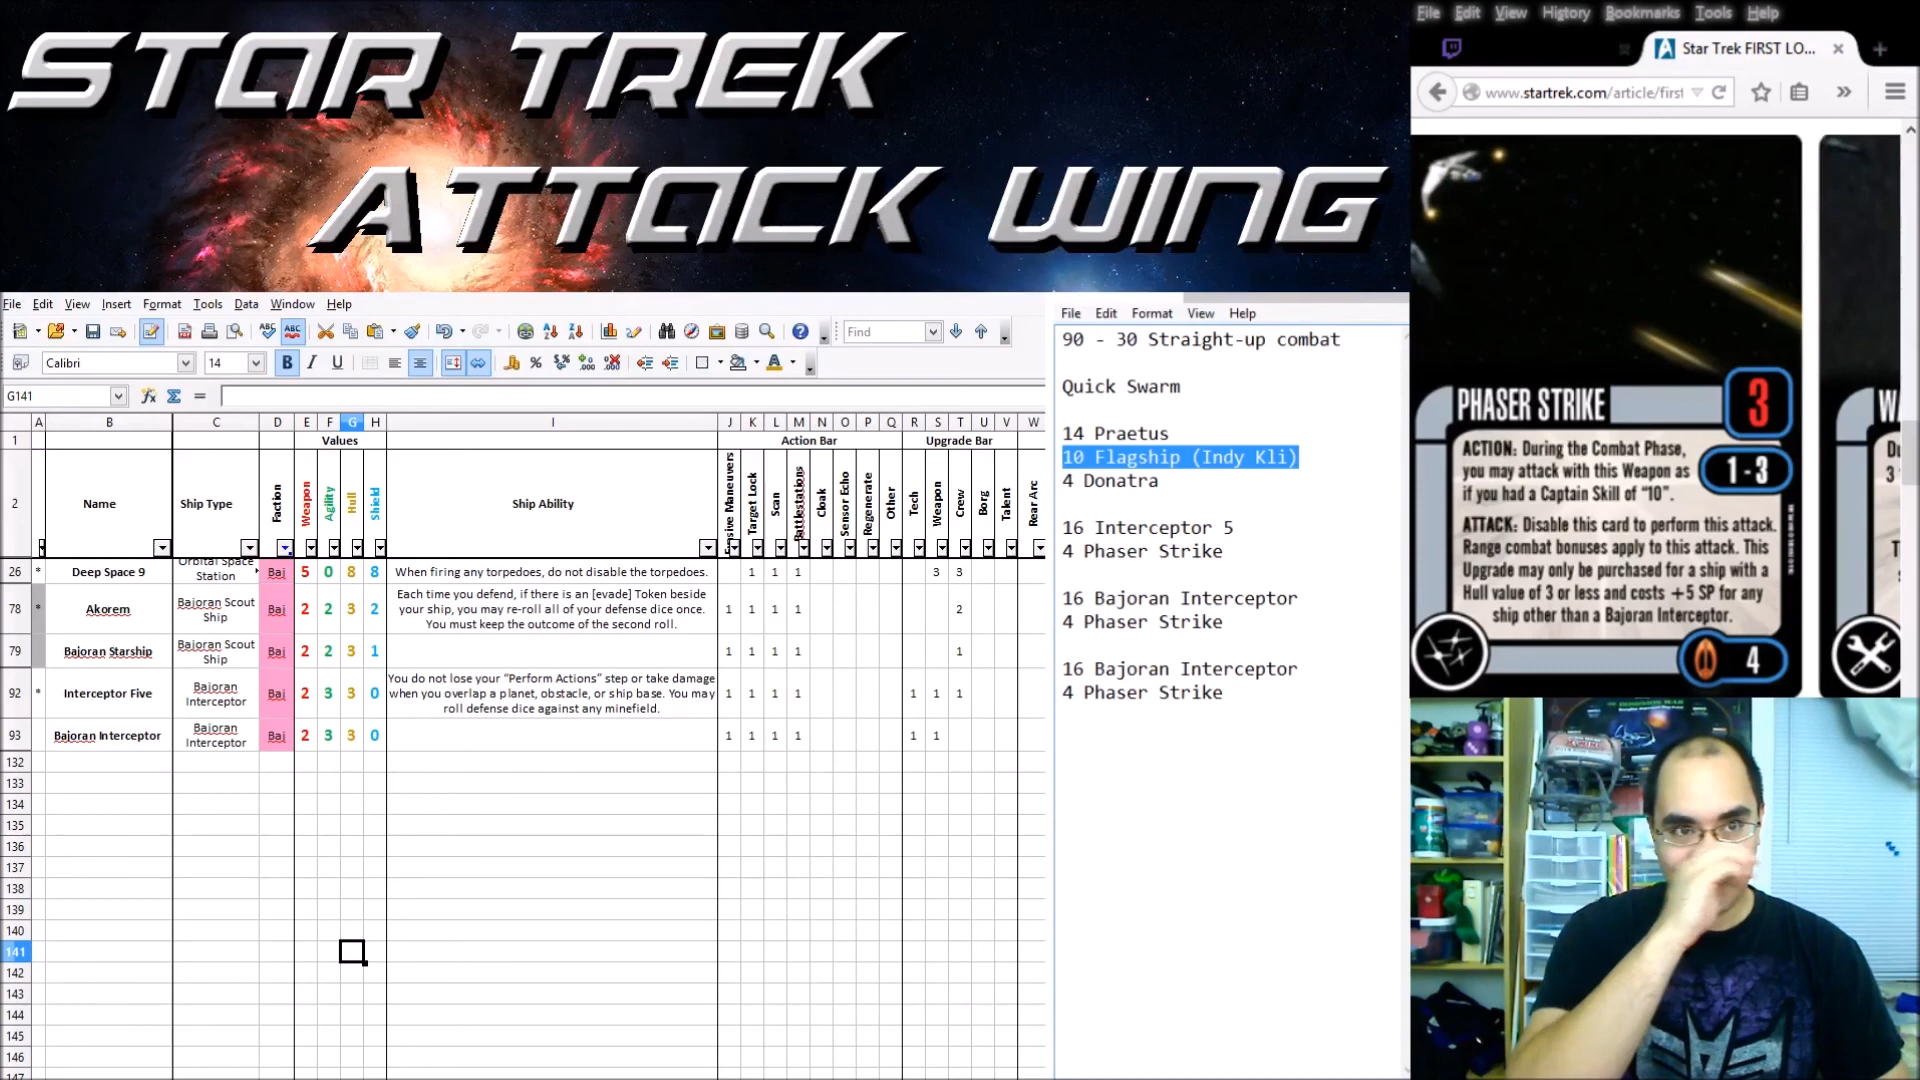 STAR TREK
ATTACK WING
File Edit View Insert Format Tools Data Window Help
Find
Calibri
14
G141
A B C D E F G H I J K L M N O P Q R S T U V W
1 Values Action Bar Upgrade Bar
2 Name Ship Type Faction Weapon Agility Hull Shield Ship Ability Target Lock Scan Battlestations Cloak Sensor Echo Regenerate Other Tech Weapon Crew Borg Talent Rear Arc
26 * Deep Space 9 Orbital Space Station Baj 5 0 8 8 When firing any torpedoes, do not disable the torpedoes. 1 1 1 3 3
78 * Akorem Bajoran Scout Ship Baj 2 2 3 2 Each time you defend, if there is an [evade] Token beside
your ship, you may re-roll all of your defense dice once.
You must keep the outcome of the second roll. 1 1 1 1 2
79 Bajoran Starship Bajoran Scout Ship Baj 2 2 3 1 1 1 1 1 1
92 * Interceptor Five Bajoran Interceptor Baj 2 3 3 0 You do not lose your “Perform Actions” step or take damage
when you overlap a planet, obstacle, or ship base. You may
roll defense dice against any minefield. 1 1 1 1 1 1 1
93 Bajoran Interceptor Bajoran Interceptor Baj 2 3 3 0 1 1 1 1 1 1
132
133
134
135
136
137
138
139
140
141
142
143
144
145
146
147
File Edit Format View Help
90 - 30 Straight-up combat
Quick Swarm
14 Praetus
10 Flagship (Indy Kli)
4 Donatra
16 Interceptor 5
4 Phaser Strike
16 Bajoran Interceptor
4 Phaser Strike
16 Bajoran Interceptor
4 Phaser Strike
File Edit View History Bookmarks Tools Help
Star Trek FIRST LO...
www.startrek.com/article/first
PHASER STRIKE 3
ACTION: During the Combat Phase,
you may attack with this Weapon as
if you had a Captain Skill of "10".
1 - 3
ATTACK: Disable this card to perform this attack.
Range combat bonuses apply to this attack. This
Upgrade may only be purchased for a ship with a
Hull value of 3 or less and costs +5 SP for any
ship other than a Bajoran Interceptor.
4